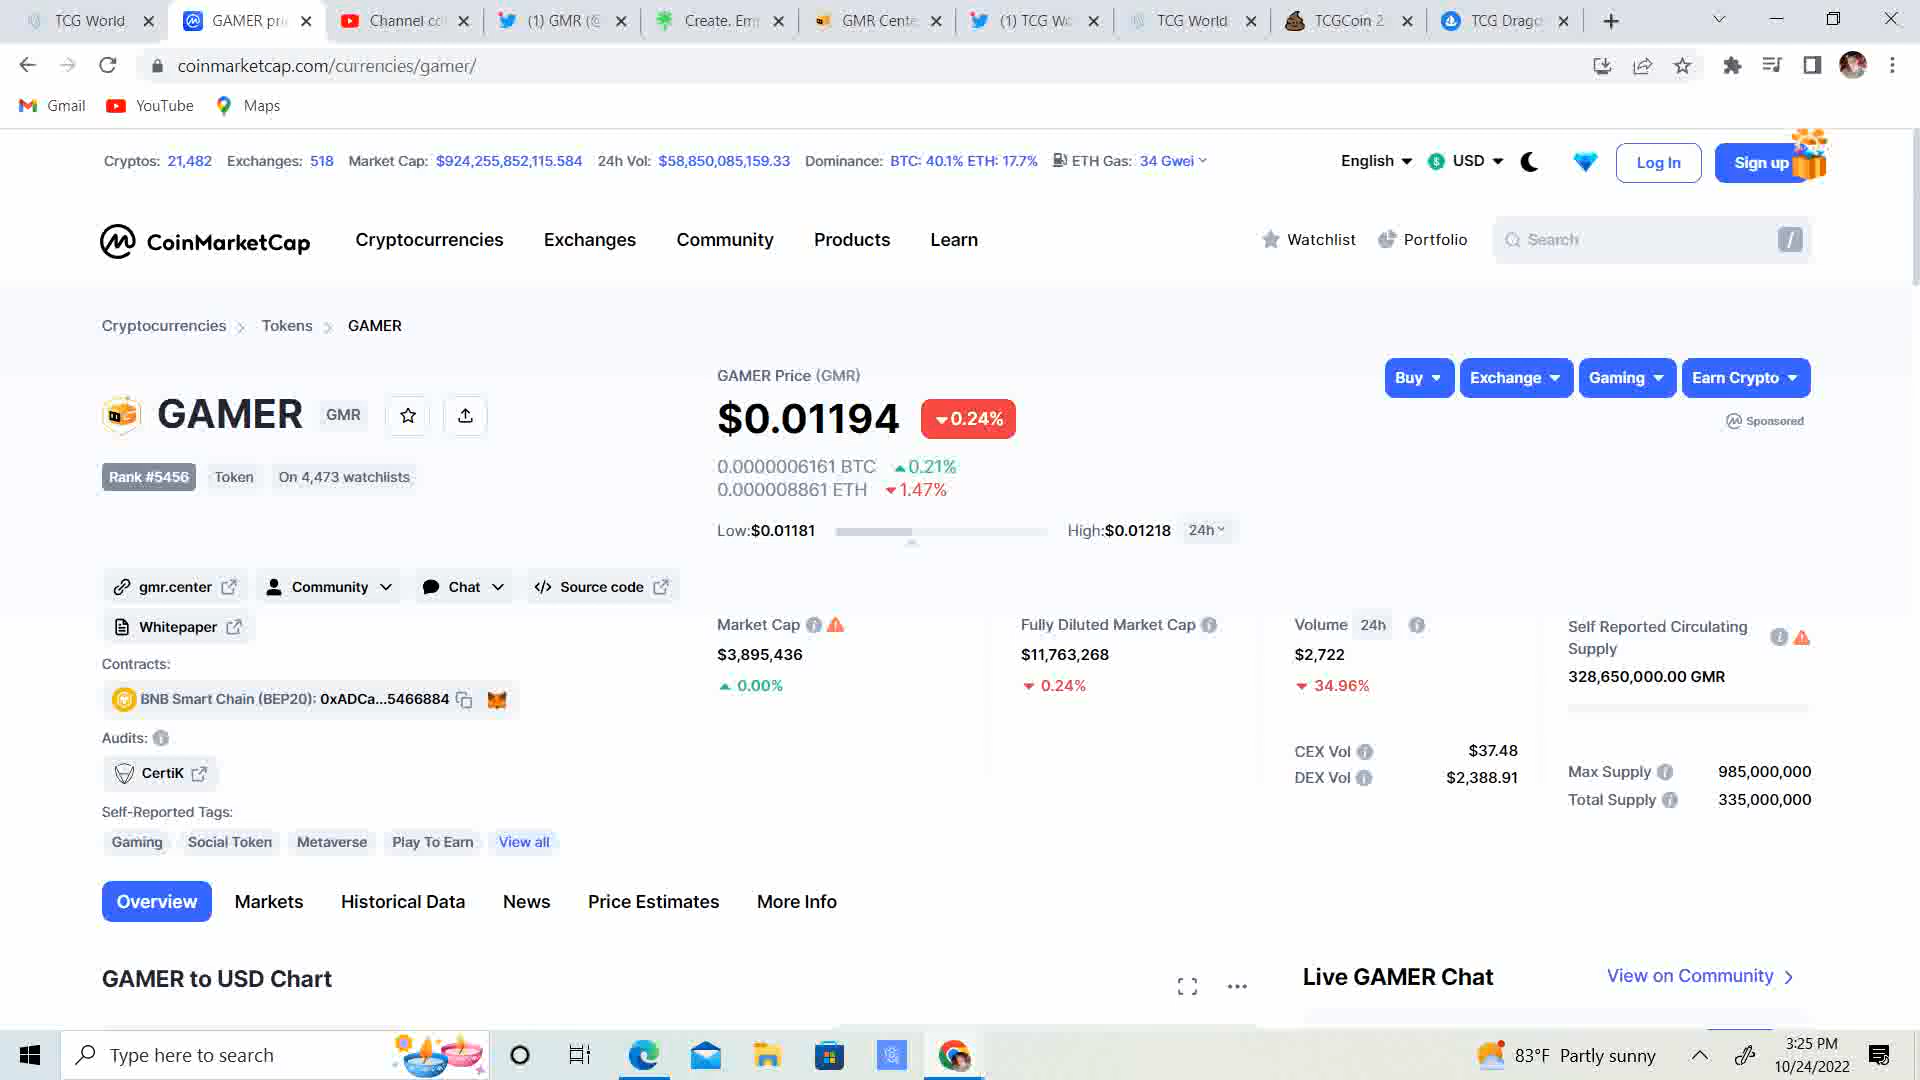 TCG World
GAMER pri
Channel co
(1) GMR (@
Create. Em
GMR Cente
(1) TCG Wo
TCG World
TCGCoin 2
TCG Drago
coinmarketcap.com/currencies/gamer/
Gmail YouTube Maps
Cryptos: 21,482 Exchanges: 518 Market Cap: $924,255,852,115.584 24h Vol: $58,850,085,159.33 Dominance: BTC: 40.1% ETH: 17.7% ETH Gas: 34 Gwei
English USD Log In Sign up
CoinMarketCap Cryptocurrencies Exchanges Community Products Learn
Watchlist Portfolio Search /
Cryptocurrencies > Tokens > GAMER
GAMER GMR
Rank #5456 Token On 4,473 watchlists
GAMER Price (GMR)
$0.01194 0.24%
0.0000006161 BTC 0.21%
0.000008861 ETH 1.47%
Low:$0.01181 High:$0.01218 24h
Buy Exchange Gaming Earn Crypto
Sponsored
gmr.center Community Chat Source code
Whitepaper
Contracts:
BNB Smart Chain (BEP20): 0xADCa...5466884
Audits:
CertiK
Self-Reported Tags:
Gaming Social Token Metaverse Play To Earn View all
Market Cap
$3,895,436
0.00%
Fully Diluted Market Cap
$11,763,268
0.24%
Volume 24h
$2,722
34.96%
CEX Vol $37.48
DEX Vol $2,388.91
Self Reported Circulating
Supply
328,650,000.00 GMR
Max Supply 985,000,000
Total Supply 335,000,000
Overview Markets Historical Data News Price Estimates More Info
GAMER to USD Chart
Live GAMER Chat View on Community
Type here to search
83°F Partly sunny
3:25 PM
10/24/2022